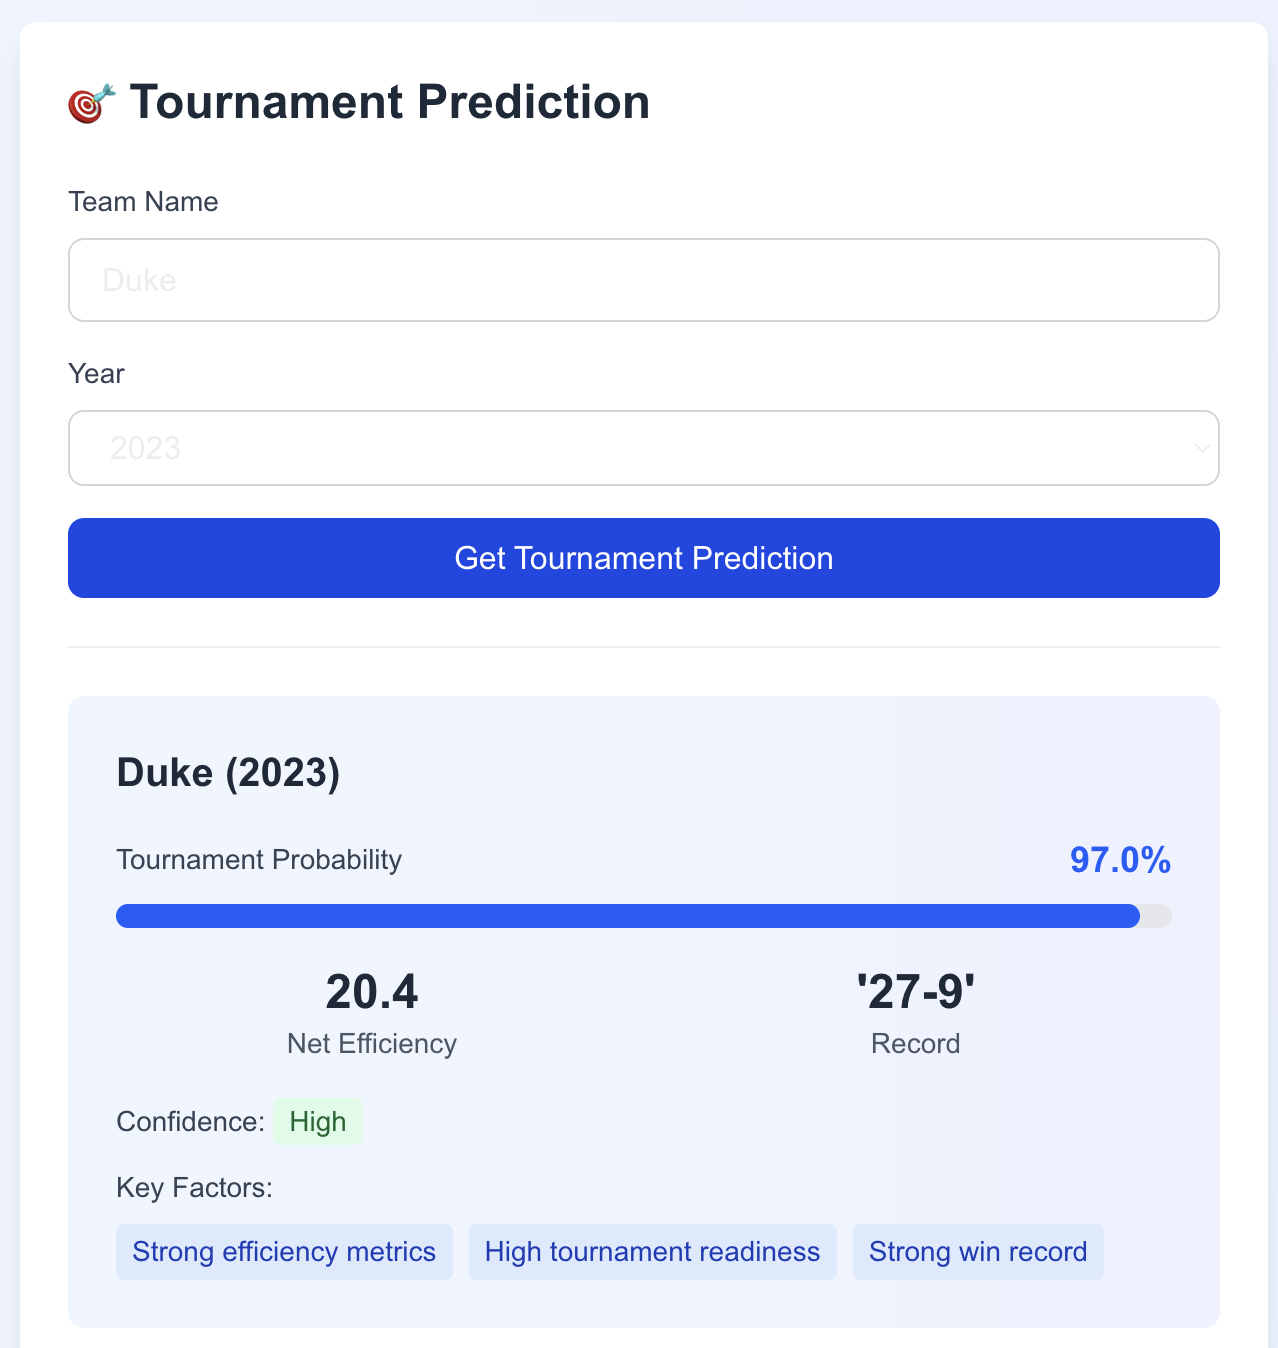 Tournament Prediction
Team Name
Duke
Year
2023
Get Tournament Prediction
Duke (2023)
Tournament Probability 97.0%
20.4 '27-9'
Net Efficiency Record
Confidence: High
Key Factors:
Strong efficiency metrics High tournament readiness Strong win record